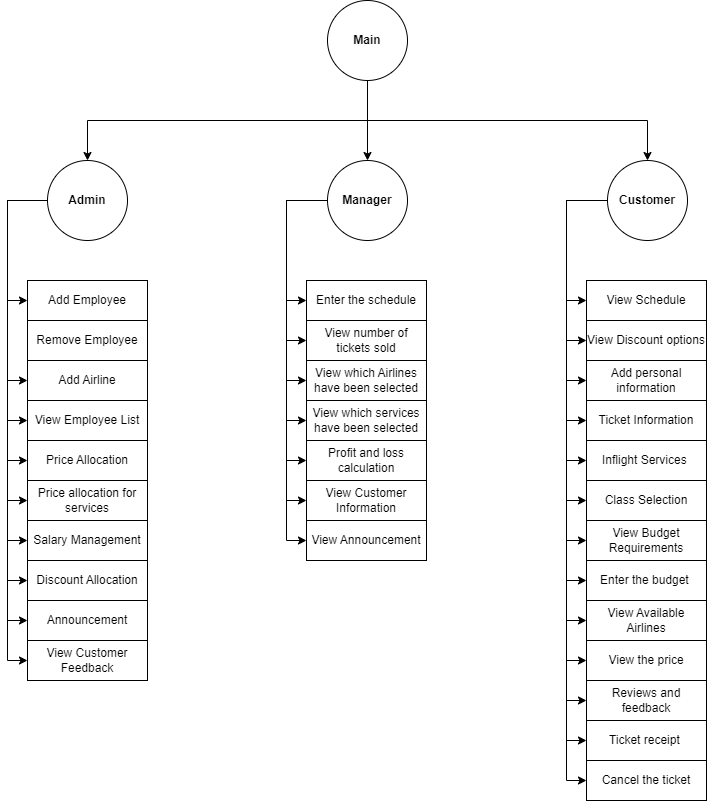 Main
Admin
Manager
Customer
Add Employee
Remove Employee
Add Airline
View Employee List
Price Allocation
Price allocation for
services
Salary Management
Discount Allocation
Announcement
View Customer
Feedback
Enter the schedule
View number of
tickets sold
View which Airlines
have been selected
View which services
have been selected
Profit and loss
calculation
View Customer
Information
View Announcement
View Schedule
View Discount options
Add personal
information
Ticket Information
Inflight Services
Class Selection
View Budget
Requirements
Enter the budget
View Available
Airlines
View the price
Reviews and
feedback
Ticket receipt
Cancel the ticket